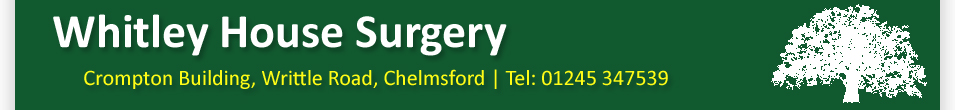 Whitley House Surgery
Crompton Building, Writtle Road, Chelmsford | Tel: 01245 347539